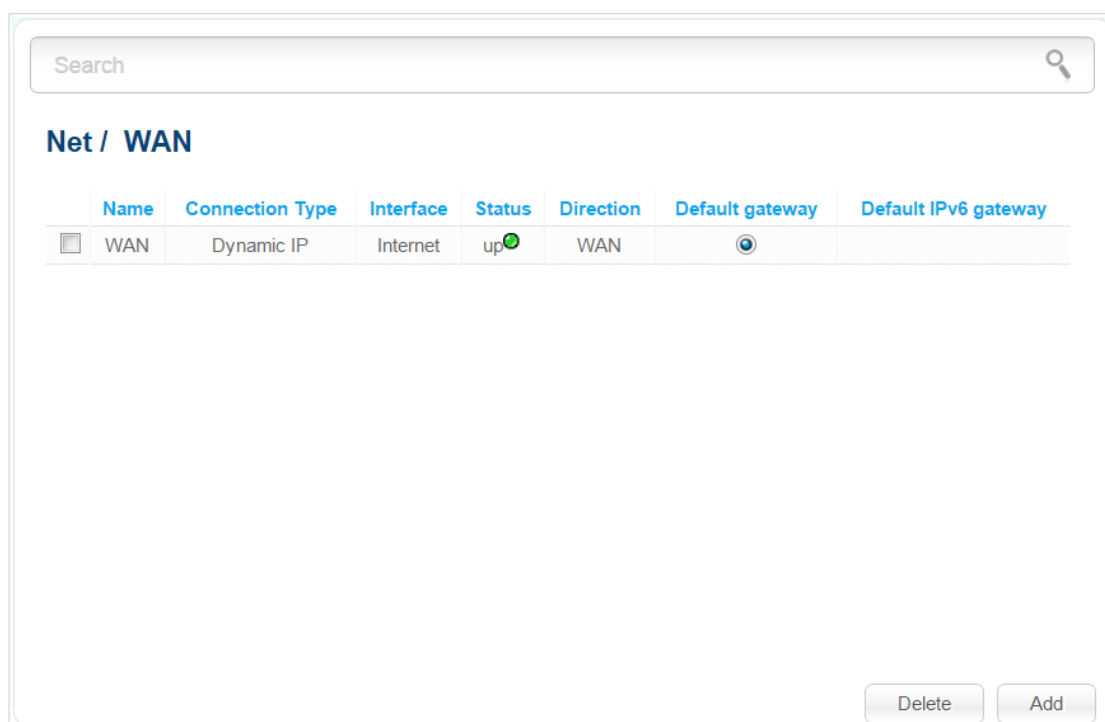 Search
Net / WAN
Name Connection Type Interface Status Direction Default gateway Default IPv6 gateway
WAN Dynamic IP Internet up WAN
Delete Add